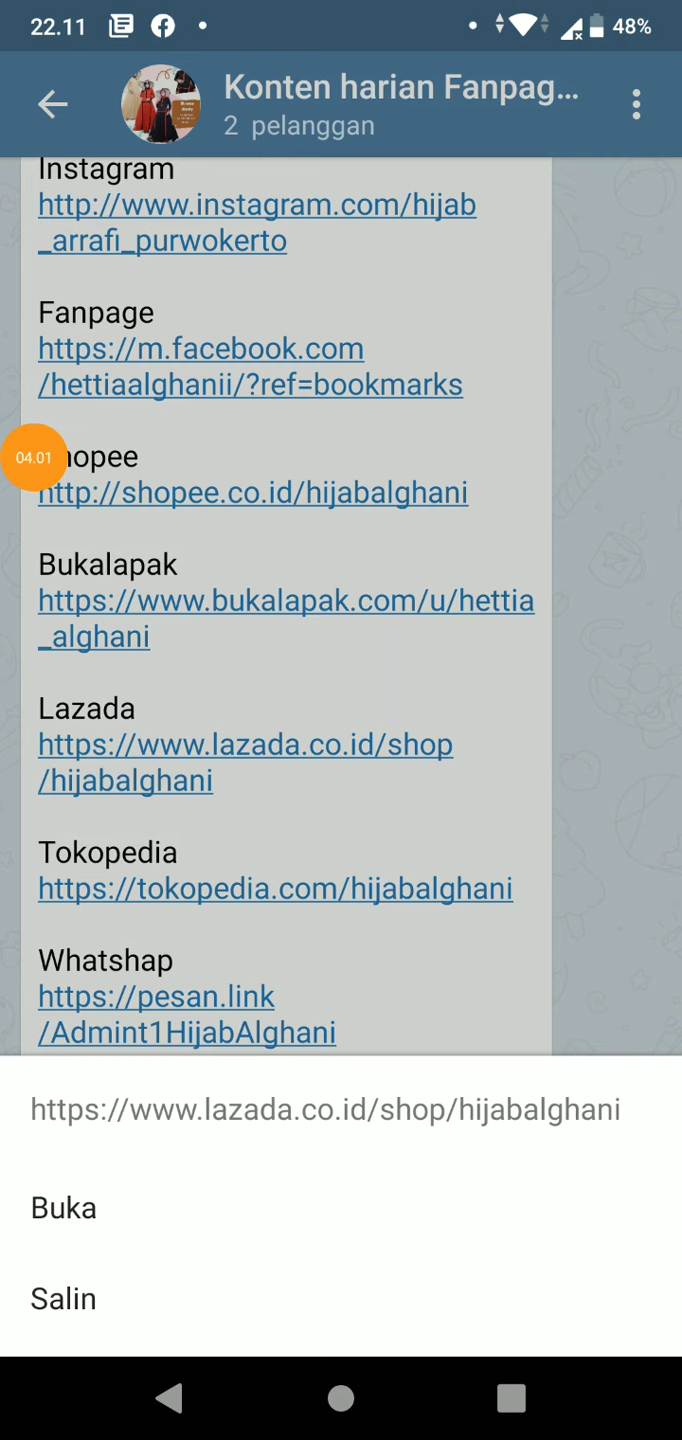 22.11
48%
Konten harian Fanpag...
2 pelanggan
Instagram
http://www.instagram.com/hijab
_arrafi_purwokerto
Fanpage
https://m.facebook.com
/hettiaalghanii/?ref=bookmarks
04.01
hopee
http://shopee.co.id/hijabalghani
Bukalapak
https://www.bukalapak.com/u/hettia
_alghani
Lazada
https://www.lazada.co.id/shop
/hijabalghani
Tokopedia
https://tokopedia.com/hijabalghani
Whatshap
https://pesan.link
/Admint1HijabAlghani
https://www.lazada.co.id/shop/hijabalghani
Buka
Salin